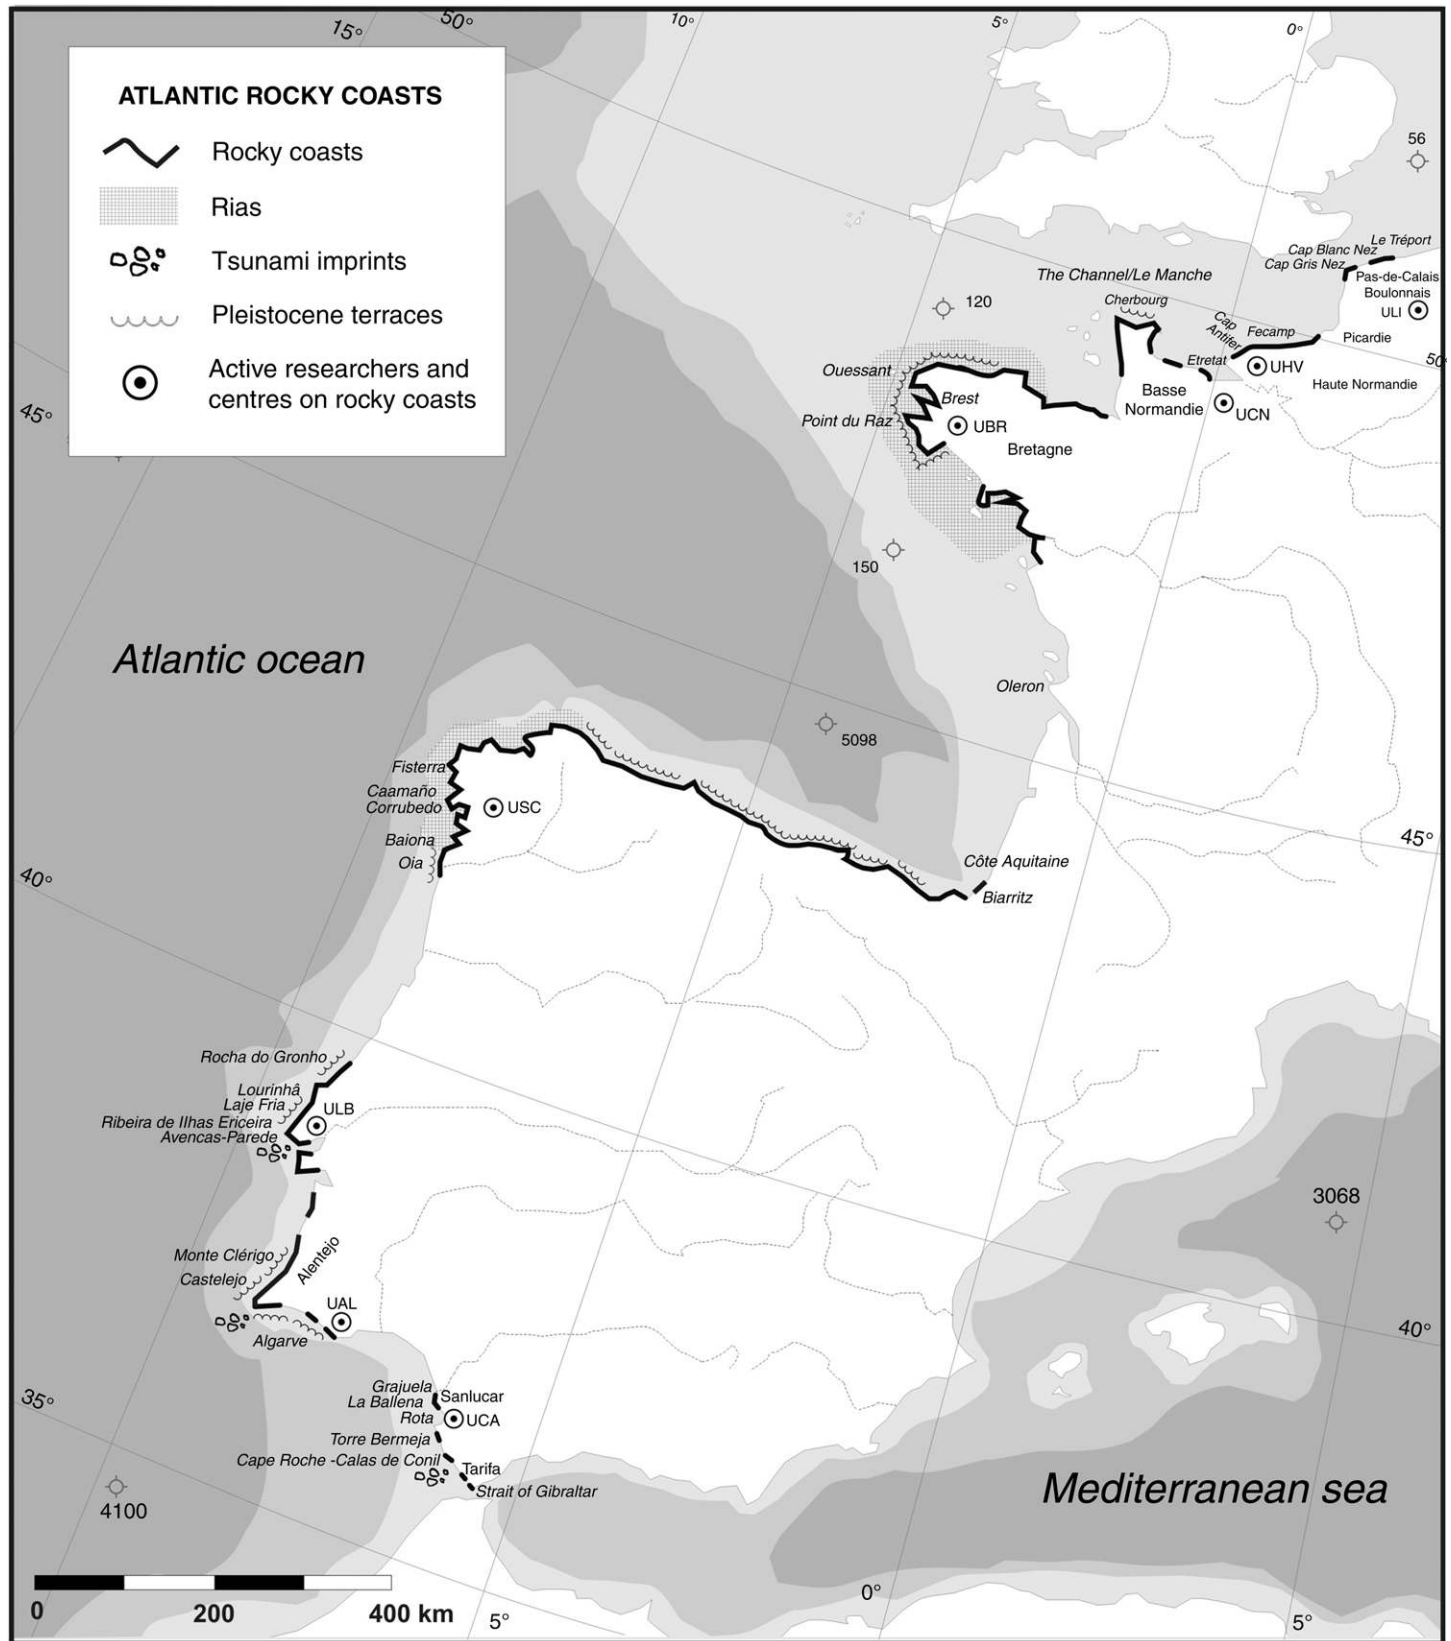 15°
50°
10°
5°
0°
ATLANTIC ROCKY COASTS
Rocky coasts
Rias
Tsunami imprints
Pleistocene terraces
Active researchers and
centres on rocky coasts
56
Le Tréport
Cap Blanc Nez
Cap Gris Nez
Pas-de-Calais
Boulonnais
ULI
The Channel/Le Manche
120
Cherbourg
Cap
Antifer
Fecamp
Picardie
50°
Etretat
UHV
Haute Normandie
Basse
Normandie
UCN
Ouessant
Brest
Point du Raz
UBR
Bretagne
45°
150
Atlantic ocean
Oleron
5098
Fisterra
Caamaño
Corrubedo
USC
Baiona
Oia
45°
Côte Aquitaine
Biarritz
40°
Rocha do Gronho
Lourinhâ
Laje Fria
ULB
Ribeira de Ilhas Ericeira
Avencas-Parede
3068
Monte Clérigo
Alentejo
Castelejo
UAL
Algarve
40°
35°
Grajuela
Sanlucar
La Ballena
Rota
UCA
Torre Bermeja
Cape Roche -Calas de Conil
Tarifa
Strait of Gibraltar
4100
Mediterranean sea
0
200
400 km
5°
0°
5°